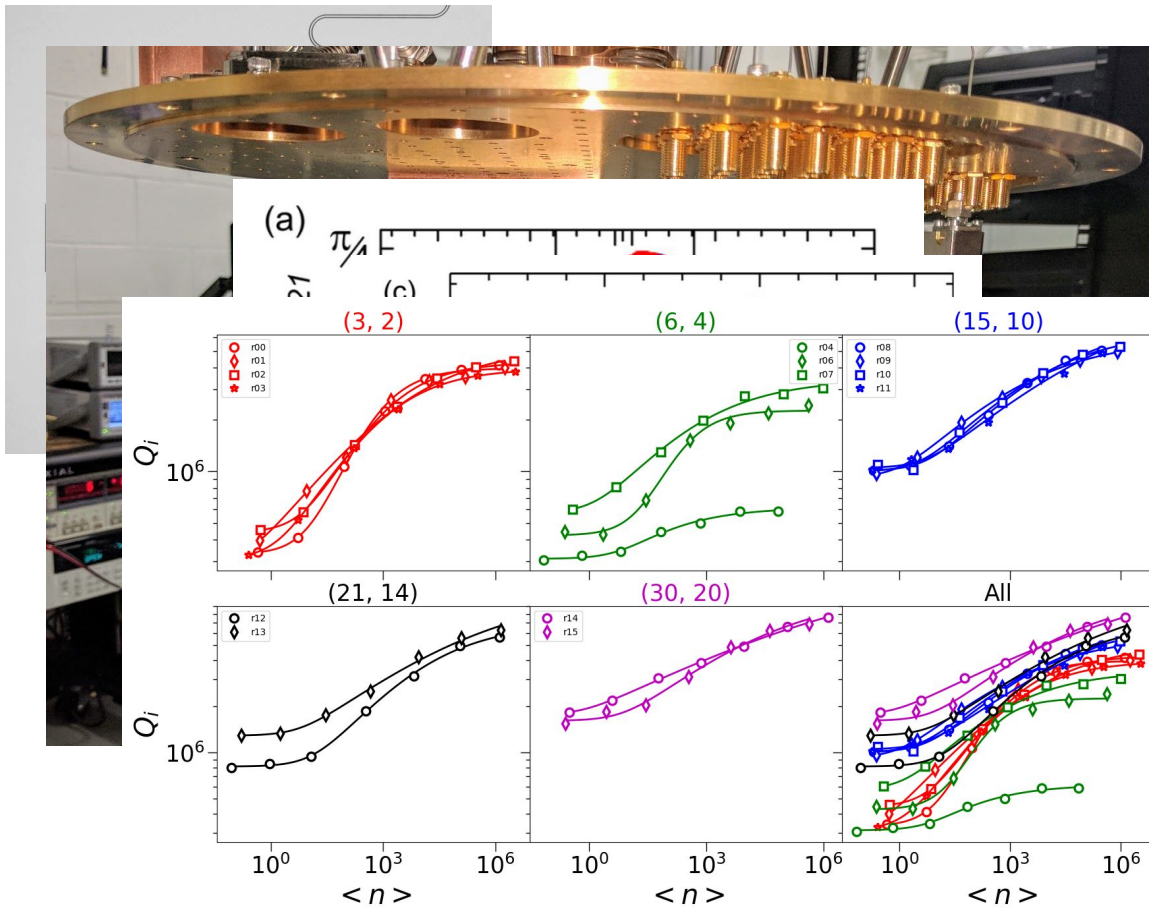 (a)
π/4
21
(c)
(3, 2)
(6, 4)
(15, 10)
r00
r01
r02
r03
r04
r06
r07
r08
r09
r10
r11
Q_i
10^6
(21, 14)
(30, 20)
All
r12
r13
r14
r15
Q_i
10^6
10^0
10^3
10^6
10^0
10^3
10^6
10^0
10^3
10^6
< n >
< n >
< n >
XIAL